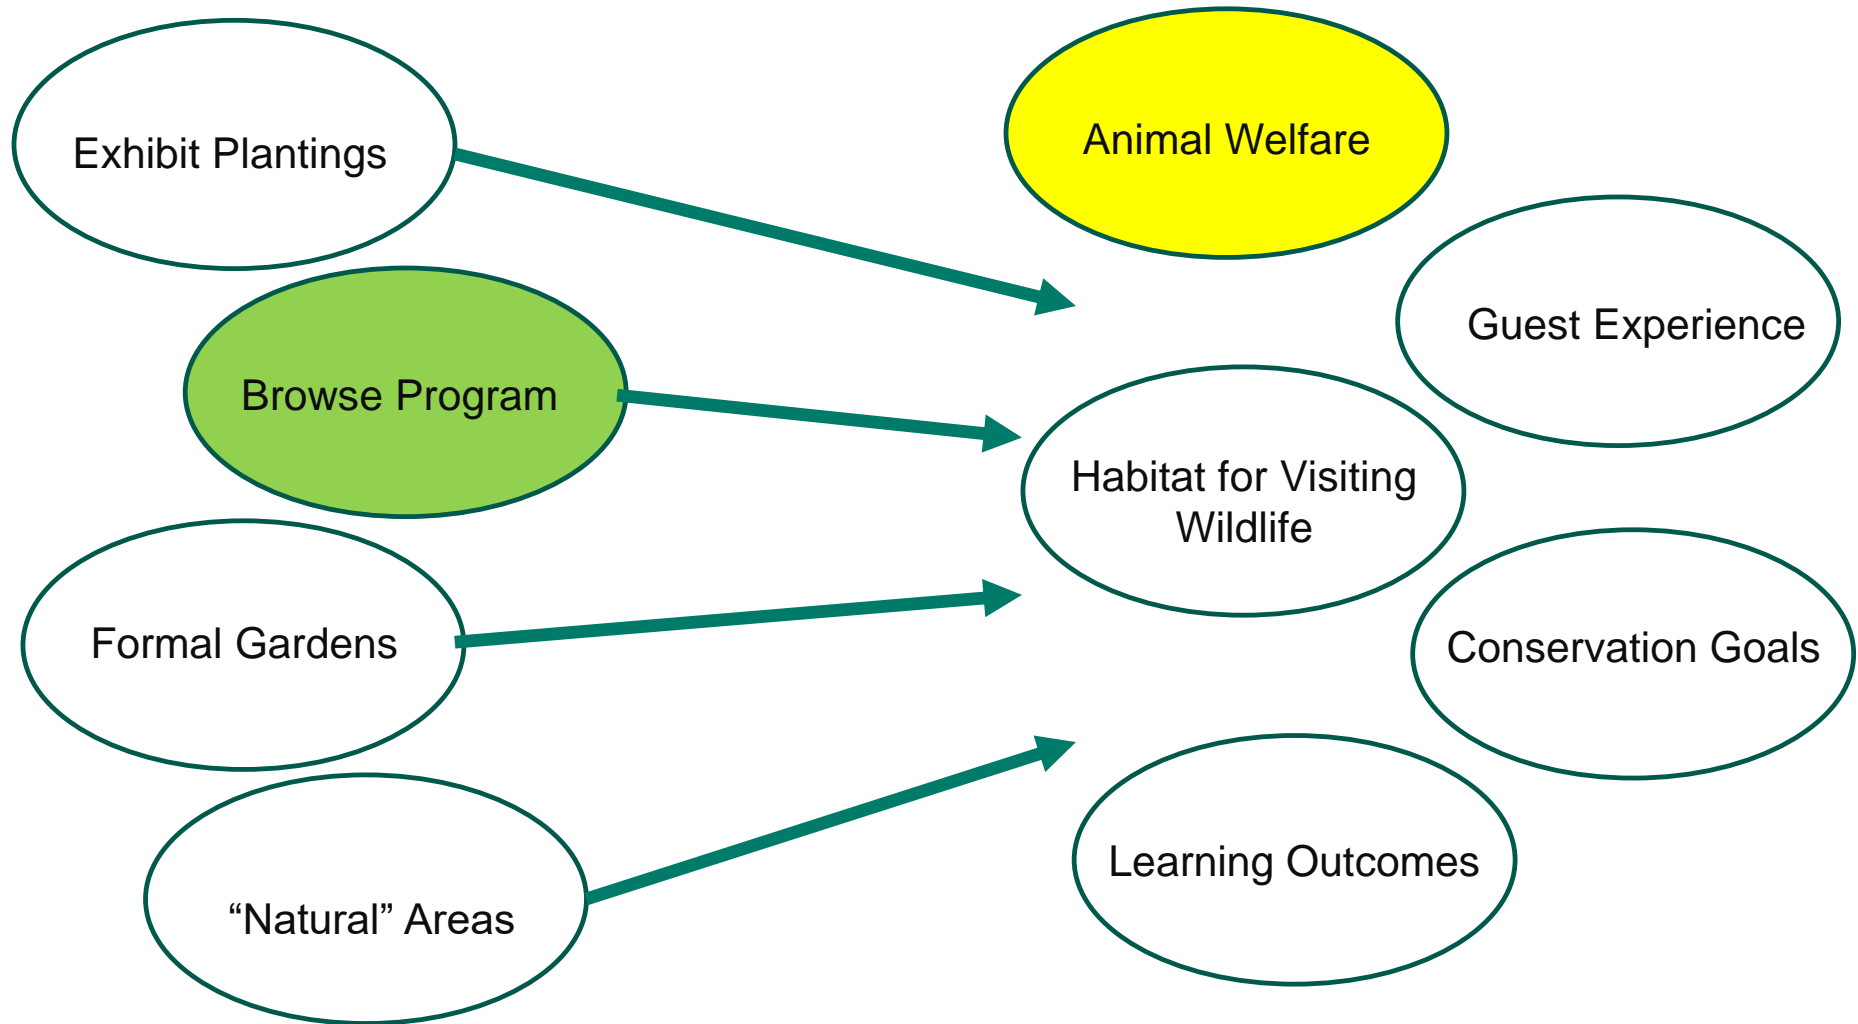 Exhibit Plantings
Browse Program
Formal Gardens
“Natural” Areas
Animal Welfare
Guest Experience
Habitat for Visiting
Wildlife
Conservation Goals
Learning Outcomes